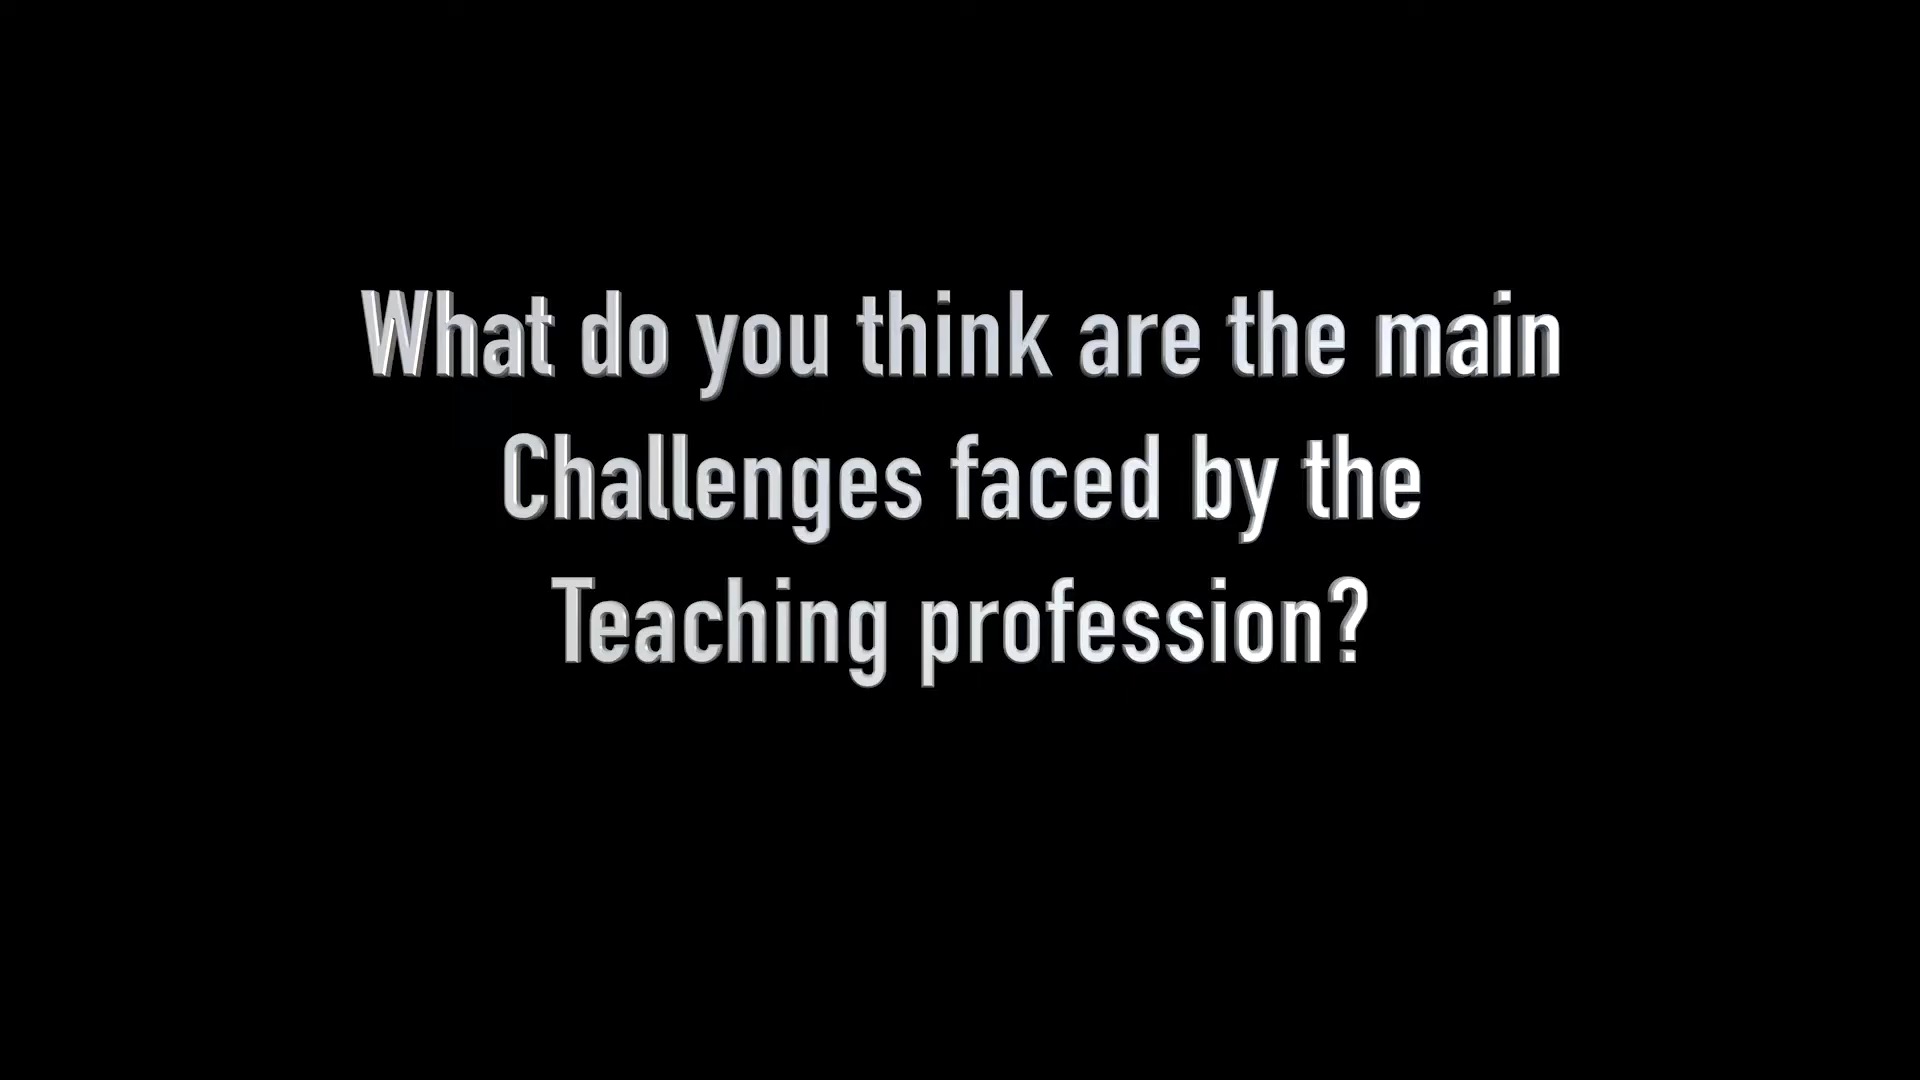 What do you think are the main
Challenges faced by the
Teaching profession?